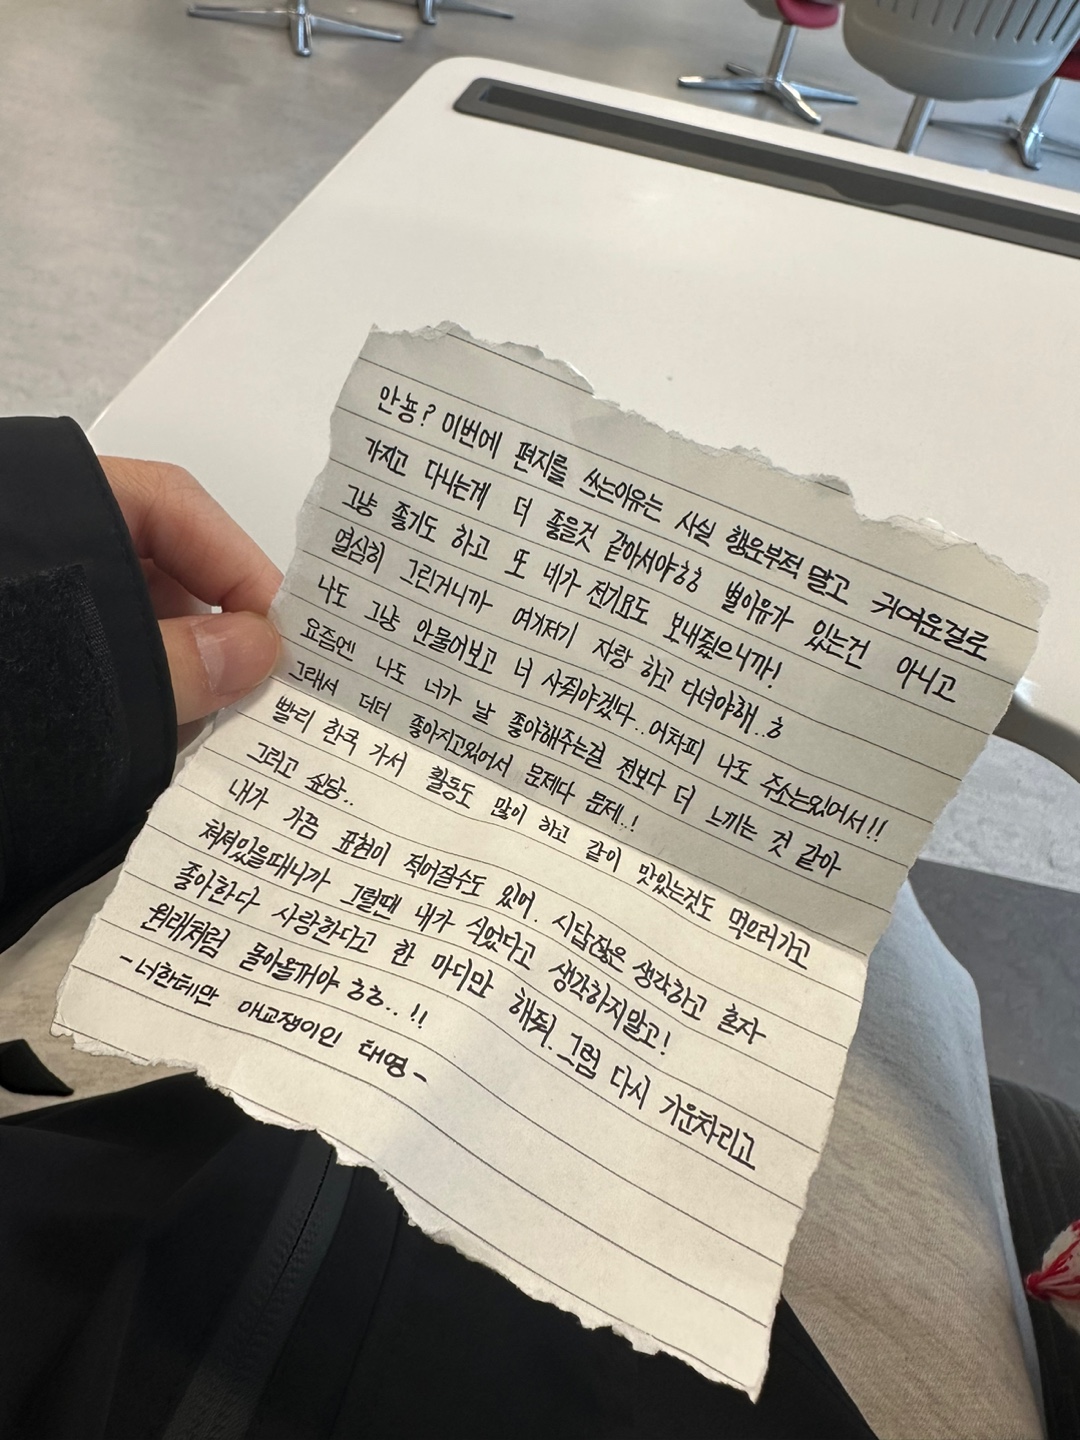 안뇽? 이번에 편지를 쓰는이유는 사실 행운부적 말고 귀여운걸로
가지고 다니는게 더 좋을것 같아서야ㅎㅎ 별이유가 있는건 아니고
그냥 좋기도 하고 또 네가 전기요도 보내줬으니까!
열심히 그린거니까 여기저기 자랑 하고 다녀야해..ㅎ
나도 그냥 안물어보고 너 사줘야겠다..어차피 나도 주소는있어서!!
요즘엔 나도 너가 날 좋아해주는걸 전보다 더 느끼는 것 같아
그래서 더더 좋아지고있어서 문제다 문제..!
빨리 한국 가서 활동도 많이 하고 같이 맛있는것도 먹으러가고
그러고 싶당..
내가 가끔 표현이 적어질수도 있어. 시답잖은 생각하고 혼자
쳐져있을때니까 그럴땐 내가 식었다고 생각하지말고!
좋아한다 사랑한다고 한 마디만 해줘. 그럼 다시 기운차리고
원래처럼 돌아올거야 ㅎㅎ..!!
-너한테만 애교쟁이인 태영-